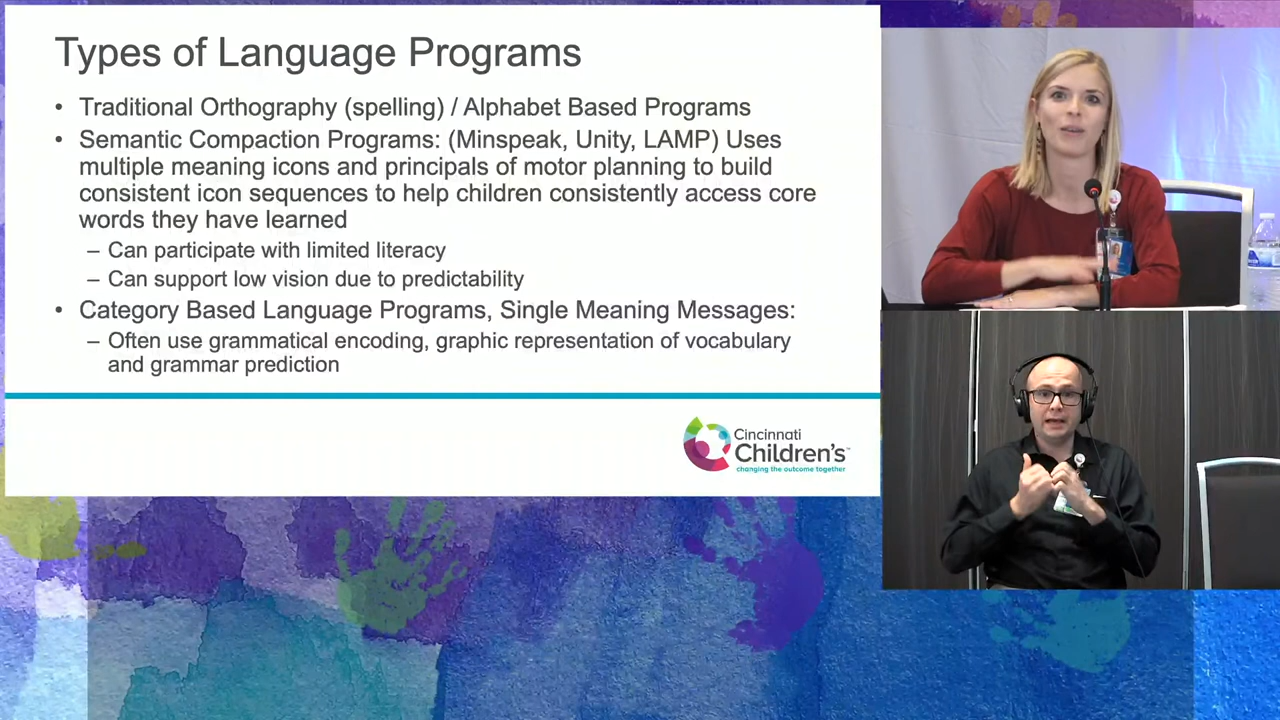 Types of Language Programs
• Traditional Orthography (spelling) / Alphabet Based Programs
• Semantic Compaction Programs: (Minspeak, Unity, LAMP) Uses
multiple meaning icons and principals of motor planning to build
consistent icon sequences to help children consistently access core
words they have learned
– Can participate with limited literacy
– Can support low vision due to predictability
• Category Based Language Programs, Single Meaning Messages:
– Often use grammatical encoding, graphic representation of vocabulary
and grammar prediction
Cincinnati
Children's™
changing the outcome together